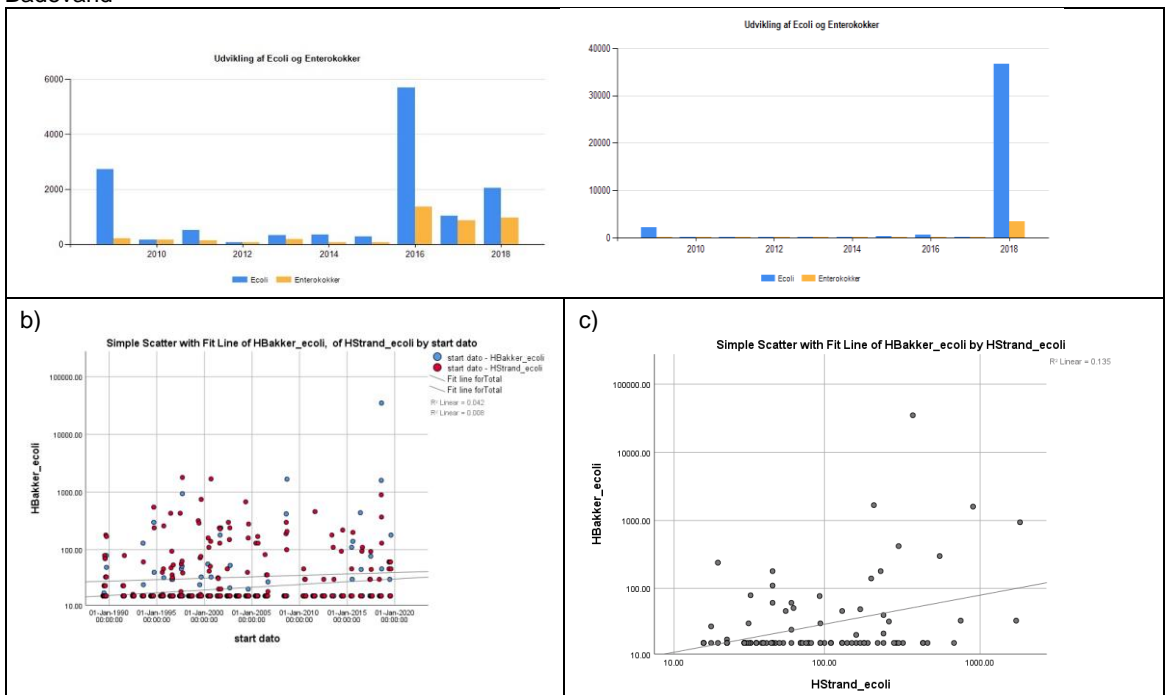 Badevand
Udvikling af Ecoli og Enterokokker
6000
4000
2000
0
2010
2012
2014
2016
2018
Ecoli
Enterokokker
Udvikling af Ecoli og Enterokokker
40000
30000
20000
10000
0
2010
2012
2014
2016
2018
Ecoli
Enterokokker
b)
Simple Scatter with Fit Line of HBakker_ecoli, of HStrand_ecoli by start dato
start dato - HBakker_ecoli
start dato - HStrand_ecoli
Fit line forTotal
Fit line forTotal
R² Linear = 0.042
R² Linear = 0.008
HBakker_ecoli
100000.00
10000.00
1000.00
100.00
10.00
01-Jan-1990 00:00:00
01-Jan-1995 00:00:00
01-Jan-2000 00:00:00
01-Jan-2005 00:00:00
01-Jan-2010 00:00:00
01-Jan-2015 00:00:00
01-Jan-2020 00:00:00
start dato
c)
Simple Scatter with Fit Line of HBakker_ecoli by HStrand_ecoli
R² Linear = 0.135
HBakker_ecoli
100000.00
10000.00
1000.00
100.00
10.00
10.00
100.00
1000.00
HStrand_ecoli